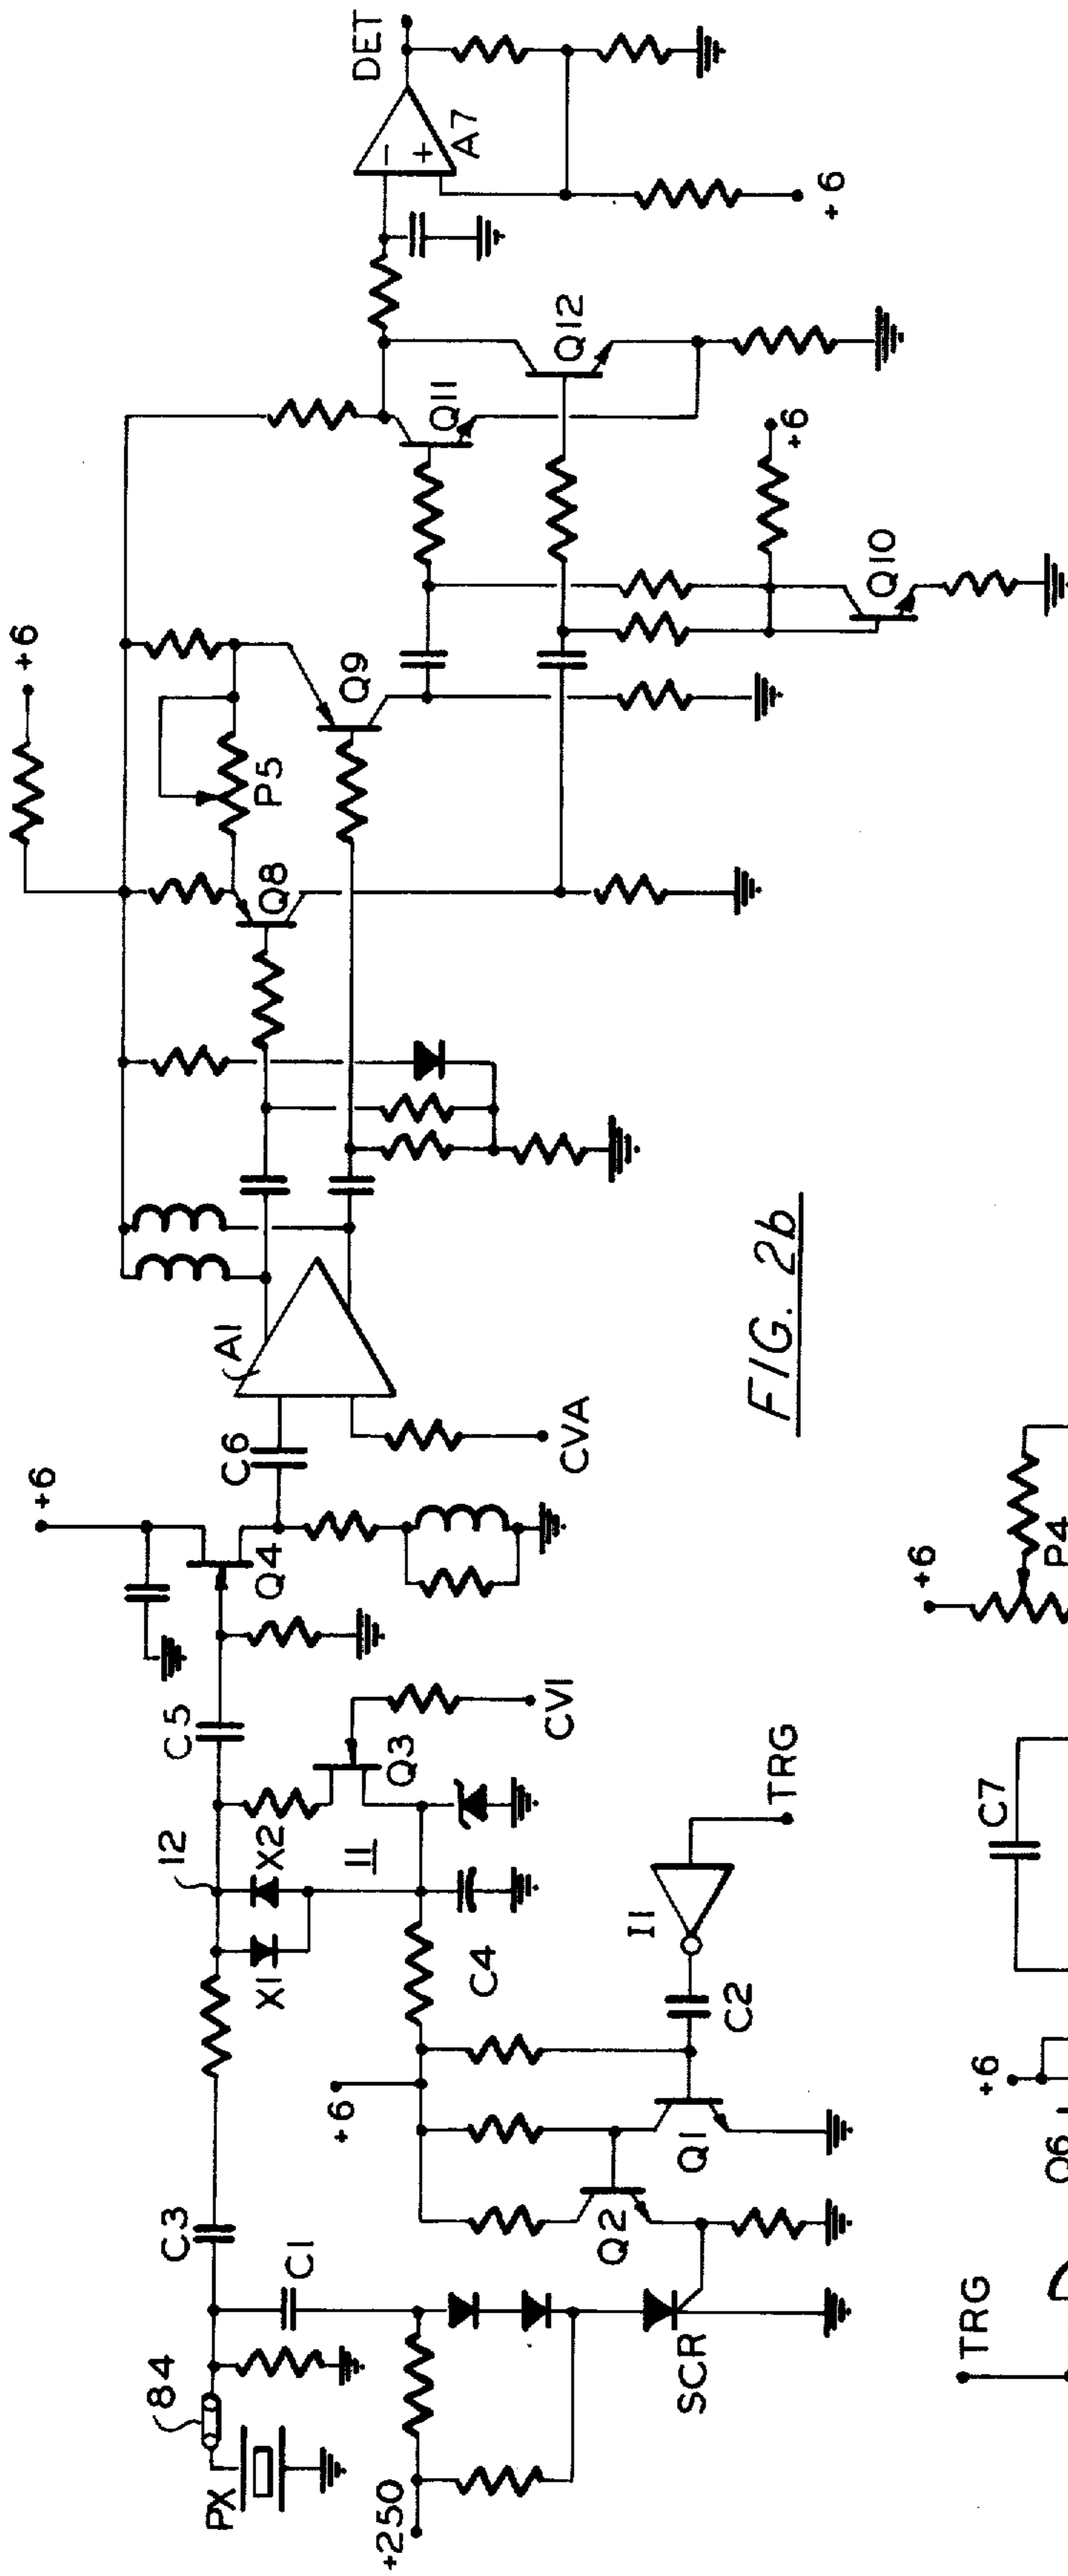 +6
DET
A7
+
−
+6
Q12
Q11
+6
Q10
+6
Q9
P5
Q8
A1
FIG. 2b
C6
CVA
+6
Q4
+6
P4
C5
12
X2
11
Q3
CVI
TRG
X1
C4
I1
C2
C7
+6
Q1
+6
Q6
C3
C1
Q2
84
PX
+250
SCR
TRG